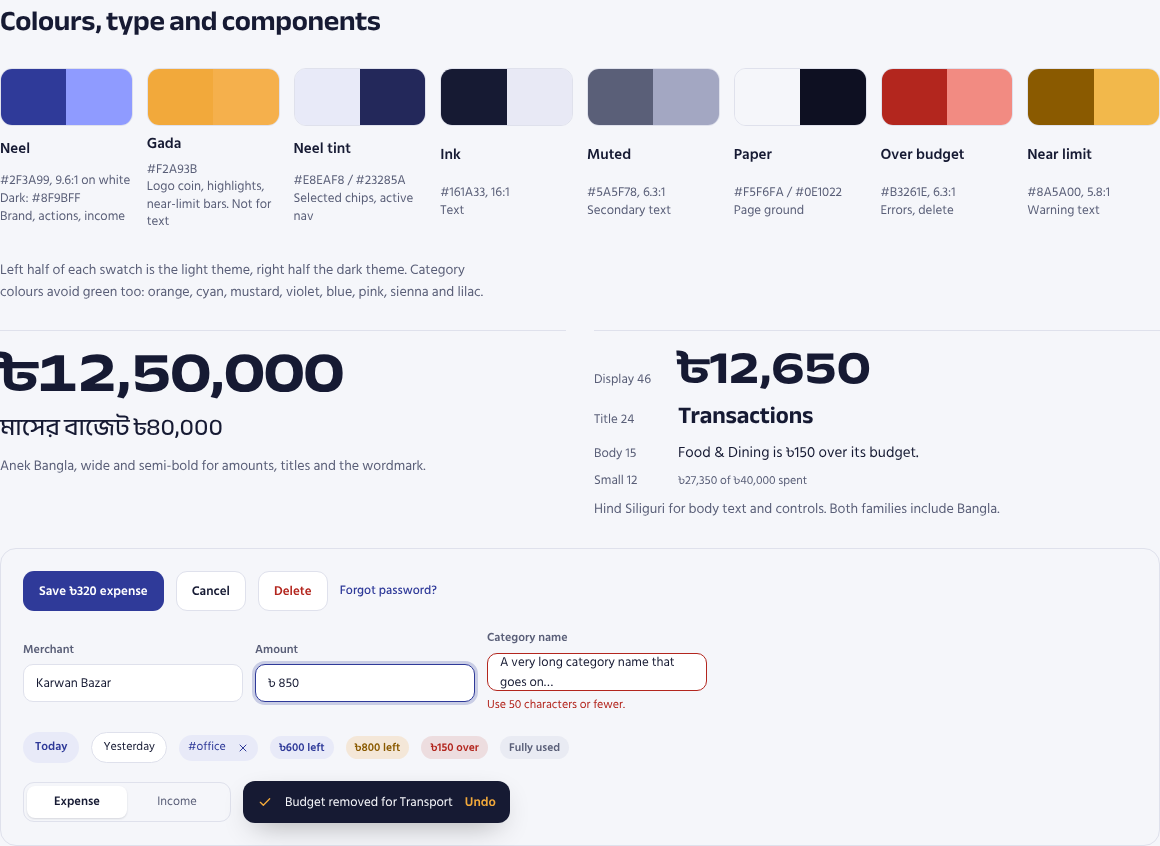 Colours, type and components
Neel
#2F3A99, 9.6:1 on white
Dark: #8F9BFF
Brand, actions, income
Gada
#F2A93B
Logo coin, highlights,
near-limit bars. Not for
text
Neel tint
#E8EAF8 / #23285A
Selected chips, active
nav
Ink
#161A33, 16:1
Text
Muted
#5A5F78, 6.3:1
Secondary text
Paper
#F5F6FA / #0E1022
Page ground
Over budget
#B3261E, 6.3:1
Errors, delete
Near limit
#8A5A00, 5.8:1
Warning text
Left half of each swatch is the light theme, right half the dark theme. Category
colours avoid green too: orange, cyan, mustard, violet, blue, pink, sienna and lilac.
৳12,50,000
মাসের বাজেট ৳80,000
Anek Bangla, wide and semi-bold for amounts, titles and the wordmark.
Display 46 ৳12,650
Title 24 Transactions
Body 15 Food & Dining is ৳150 over its budget.
Small 12 ৳27,350 of ৳40,000 spent
Hind Siliguri for body text and controls. Both families include Bangla.
Save ৳320 expense Cancel Delete Forgot password?
Merchant
Karwan Bazar
Amount
৳ 850
Category name
A very long category name that
goes on...
Use 50 characters or fewer.
Today Yesterday #office × ৳600 left ৳800 left ৳150 over Fully used
Expense Income
Budget removed for Transport Undo